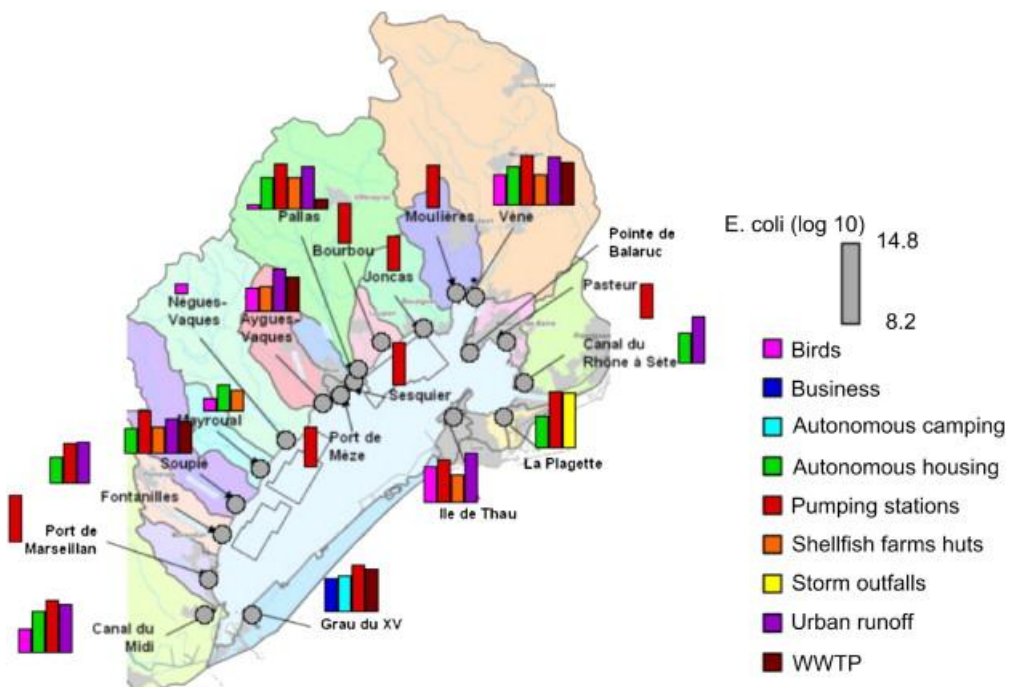 Pallas
Bourbou
Joncas
Moulières
Vène
Pointe de
Balaruc
Pasteur
Canal du
Rhône à Sète
Nègues-
Vaques
Aygues-
Vaques
Sesquier
Mayroual
Port de
Mèze
La Plagette
Soupié
Fontanilles
Ile de Thau
Port de
Marseillan
Canal du
Midi
Grau du XV
E. coli (log 10)
14.8
8.2
Birds
Business
Autonomous camping
Autonomous housing
Pumping stations
Shellfish farms huts
Storm outfalls
Urban runoff
WWTP